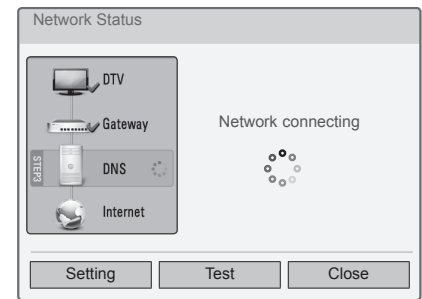 Network Status
DTV
Gateway
STEP3
DNS
Internet
Network connecting
Setting
Test
Close